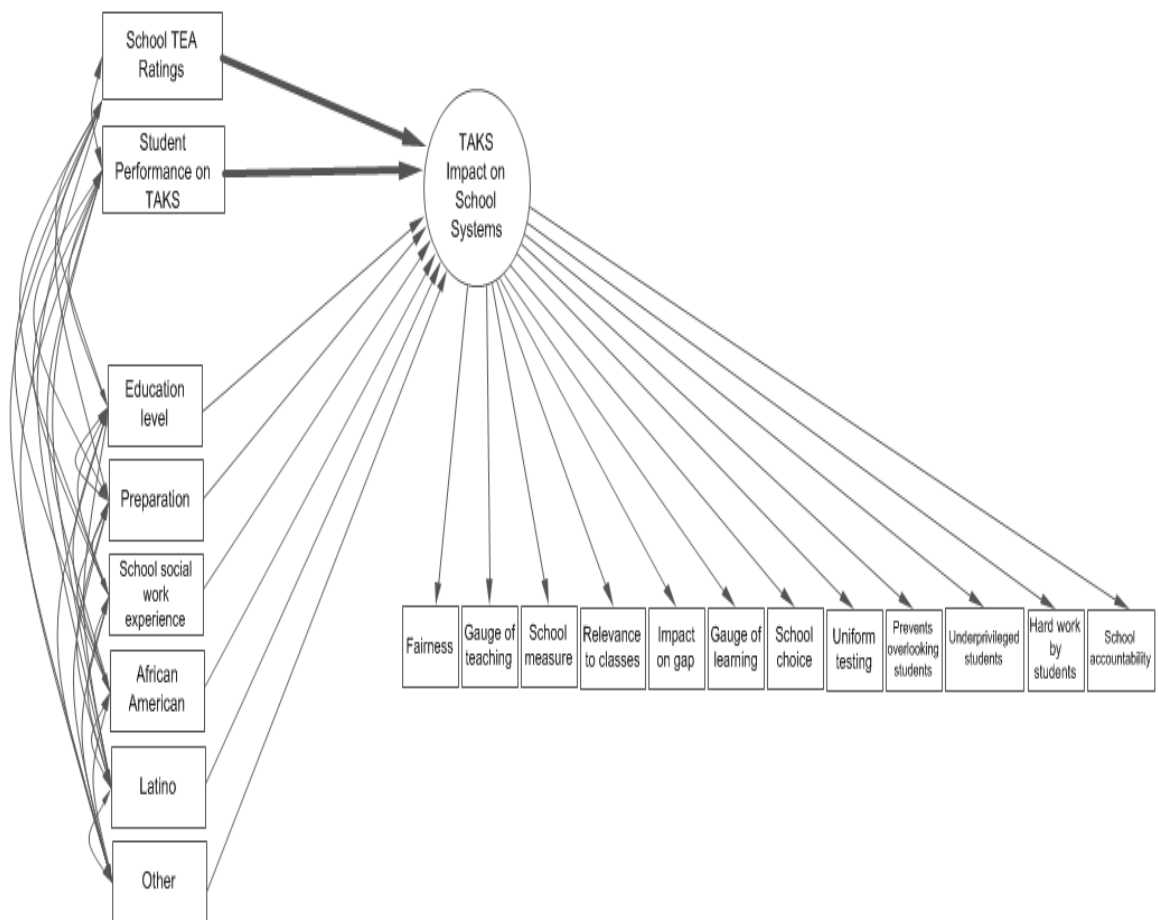 School TEA
Ratings
Student
Performance on
TAKS
TAKS
Impact on
School
Systems
Education
level
Preparation
School social
work
experience
African
American
Latino
Other
Fairness
Gauge of
teaching
School
measure
Relevance
to classes
Impact
on gap
Gauge of
learning
School
choice
Uniform
testing
Prevents
overlooking
students
Underprivileged
students
Hard work
by
students
School
accountability